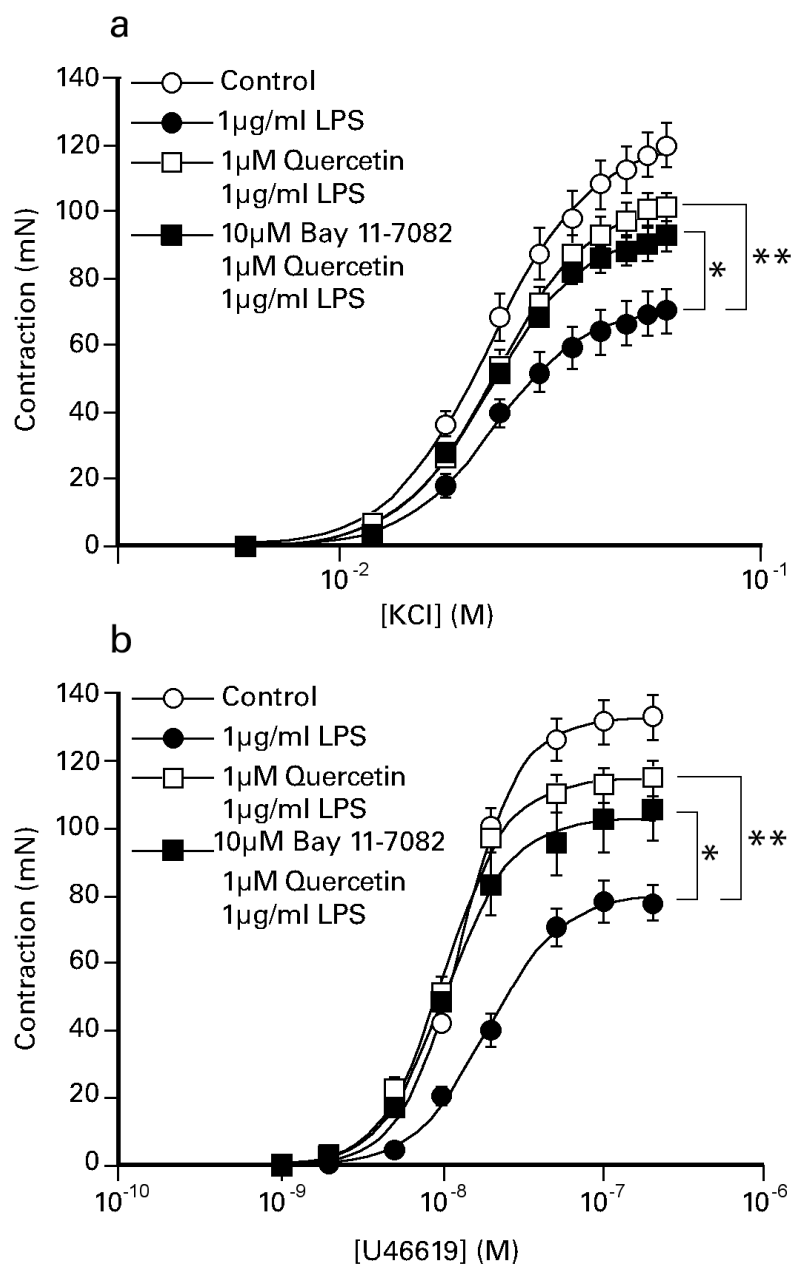 a
140
120
100
80
60
40
20
0
Contraction (mN)
Control
1µg/ml LPS
1µM Quercetin
1µg/ml LPS
10µM Bay 11-7082
1µM Quercetin
1µg/ml LPS
*
**
10-2
10-1
[KCl] (M)
b
140
120
100
80
60
40
20
0
Contraction (mN)
Control
1µg/ml LPS
1µM Quercetin
1µg/ml LPS
10µM Bay 11-7082
1µM Quercetin
1µg/ml LPS
*
**
10-10
10-9
10-8
10-7
10-6
[U46619] (M)